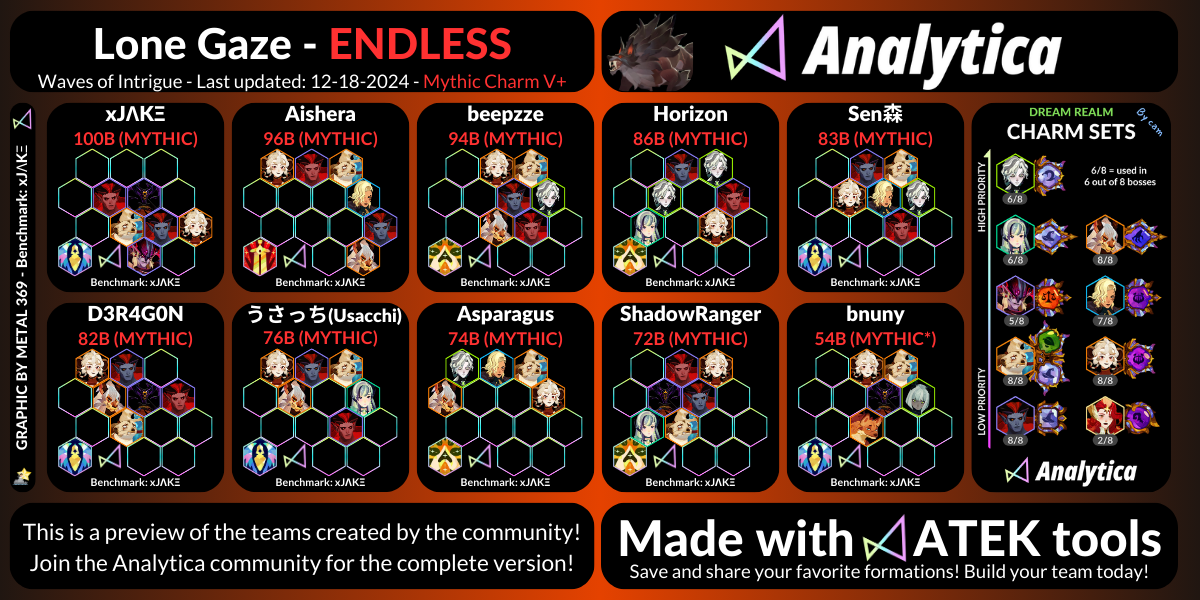 Lone Gaze - ENDLESS
Waves of Intrigue - Last updated: 12-18-2024 - Mythic Charm V+
Analytica
GRAPHIC BY METAL 369 - Benchmark: xJΛKΞ
xJΛKΞ
100B (MYTHIC)
Benchmark: xJΛKΞ
Aishera
96B (MYTHIC)
Benchmark: xJΛKΞ
beepzze
94B (MYTHIC)
Benchmark: xJΛKΞ
Horizon
86B (MYTHIC)
Benchmark: xJΛKΞ
Sen森
83B (MYTHIC)
Benchmark: xJΛKΞ
D3R4G0N
82B (MYTHIC)
Benchmark: xJΛKΞ
うさっち(Usacchi)
76B (MYTHIC)
Benchmark: xJΛKΞ
Asparagus
74B (MYTHIC)
Benchmark: xJΛKΞ
ShadowRanger
72B (MYTHIC)
Benchmark: xJΛKΞ
bnuny
54B (MYTHIC*)
Benchmark: xJΛKΞ
DREAM REALM
CHARM SETS
By cam
HIGH PRIORITY
LOW PRIORITY
6/8 = used in
6 out of 8 bosses
6/8
6/8
8/8
5/8
7/8
8/8
8/8
8/8
2/8
Analytica
This is a preview of the teams created by the community!
Join the Analytica community for the complete version!
Made with ATEK tools
Save and share your favorite formations! Build your team today!